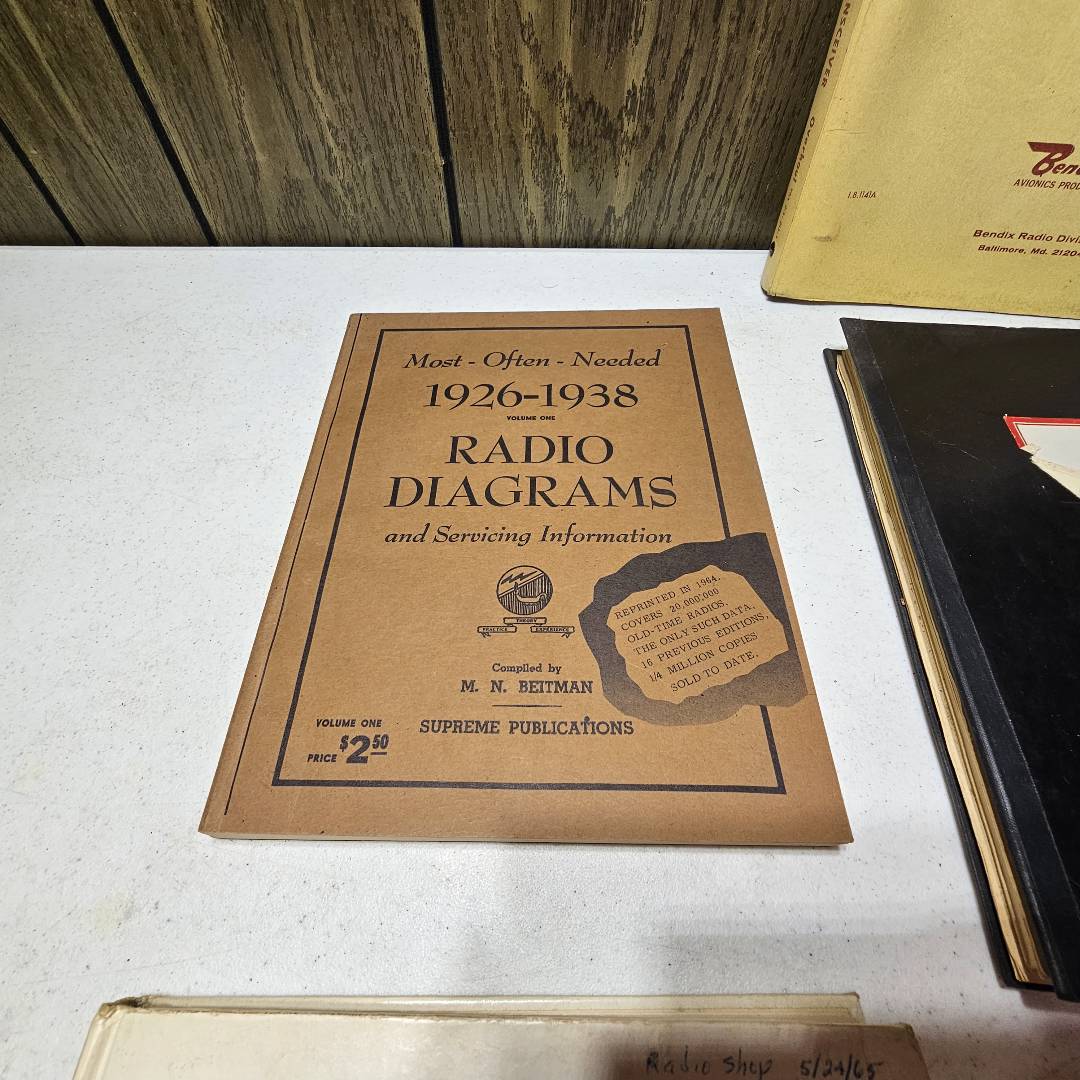 Most - Often - Needed
1926-1938
VOLUME ONE
RADIO
DIAGRAMS
and Servicing Information
THEORY
PRACTICE EXPERIENCE
REPRINTED IN 1964.
COVERS 20,000,000
OLD-TIME RADIOS.
THE ONLY SUCH DATA.
16 PREVIOUS EDITIONS,
1/4 MILLION COPIES
SOLD TO DATE.
Compiled by
M. N. BEITMAN
SUPREME PUBLICATIONS
VOLUME ONE
PRICE $2.50
I.B.1141A
AVIONICS
Bendix Radio
Baltimore, Md. 21204
Radio Shop 5/24/65